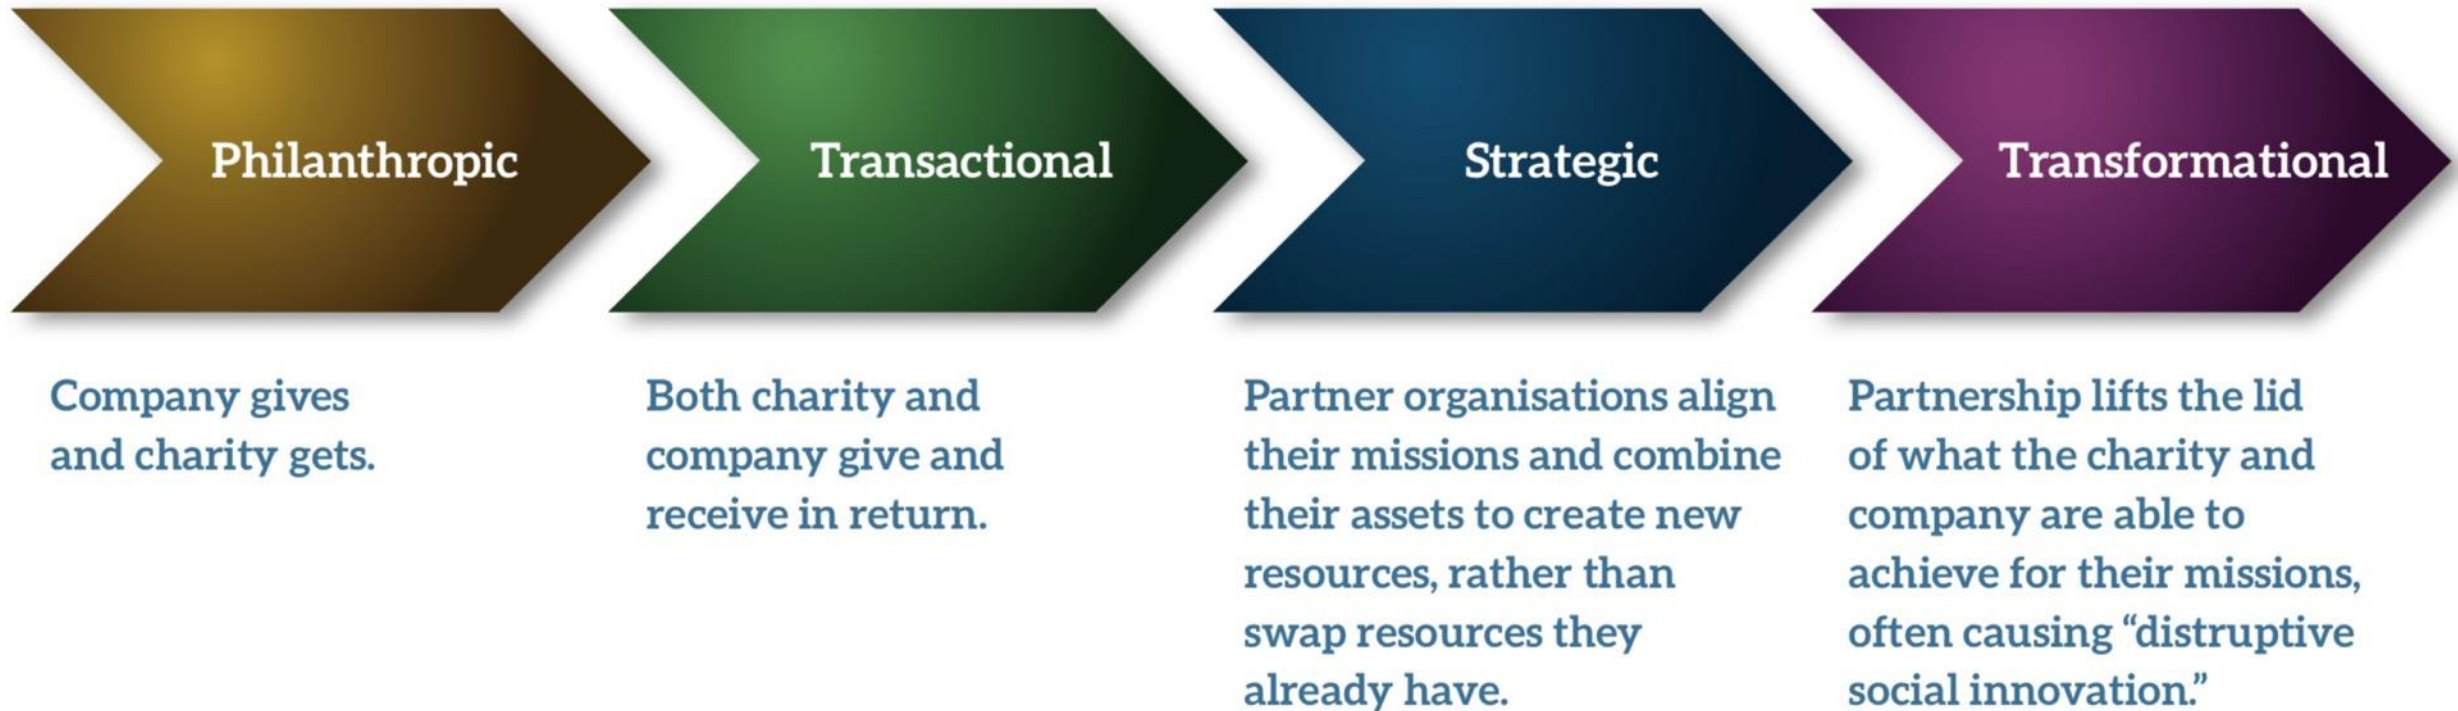 Philanthropic
Transactional
Strategic
Transformational
Company gives
and charity gets.
Both charity and
company give and
receive in return.
Partner organisations align
their missions and combine
their assets to create new
resources, rather than
swap resources they
already have.
Partnership lifts the lid
of what the charity and
company are able to
achieve for their missions,
often causing “distruptive
social innovation.”